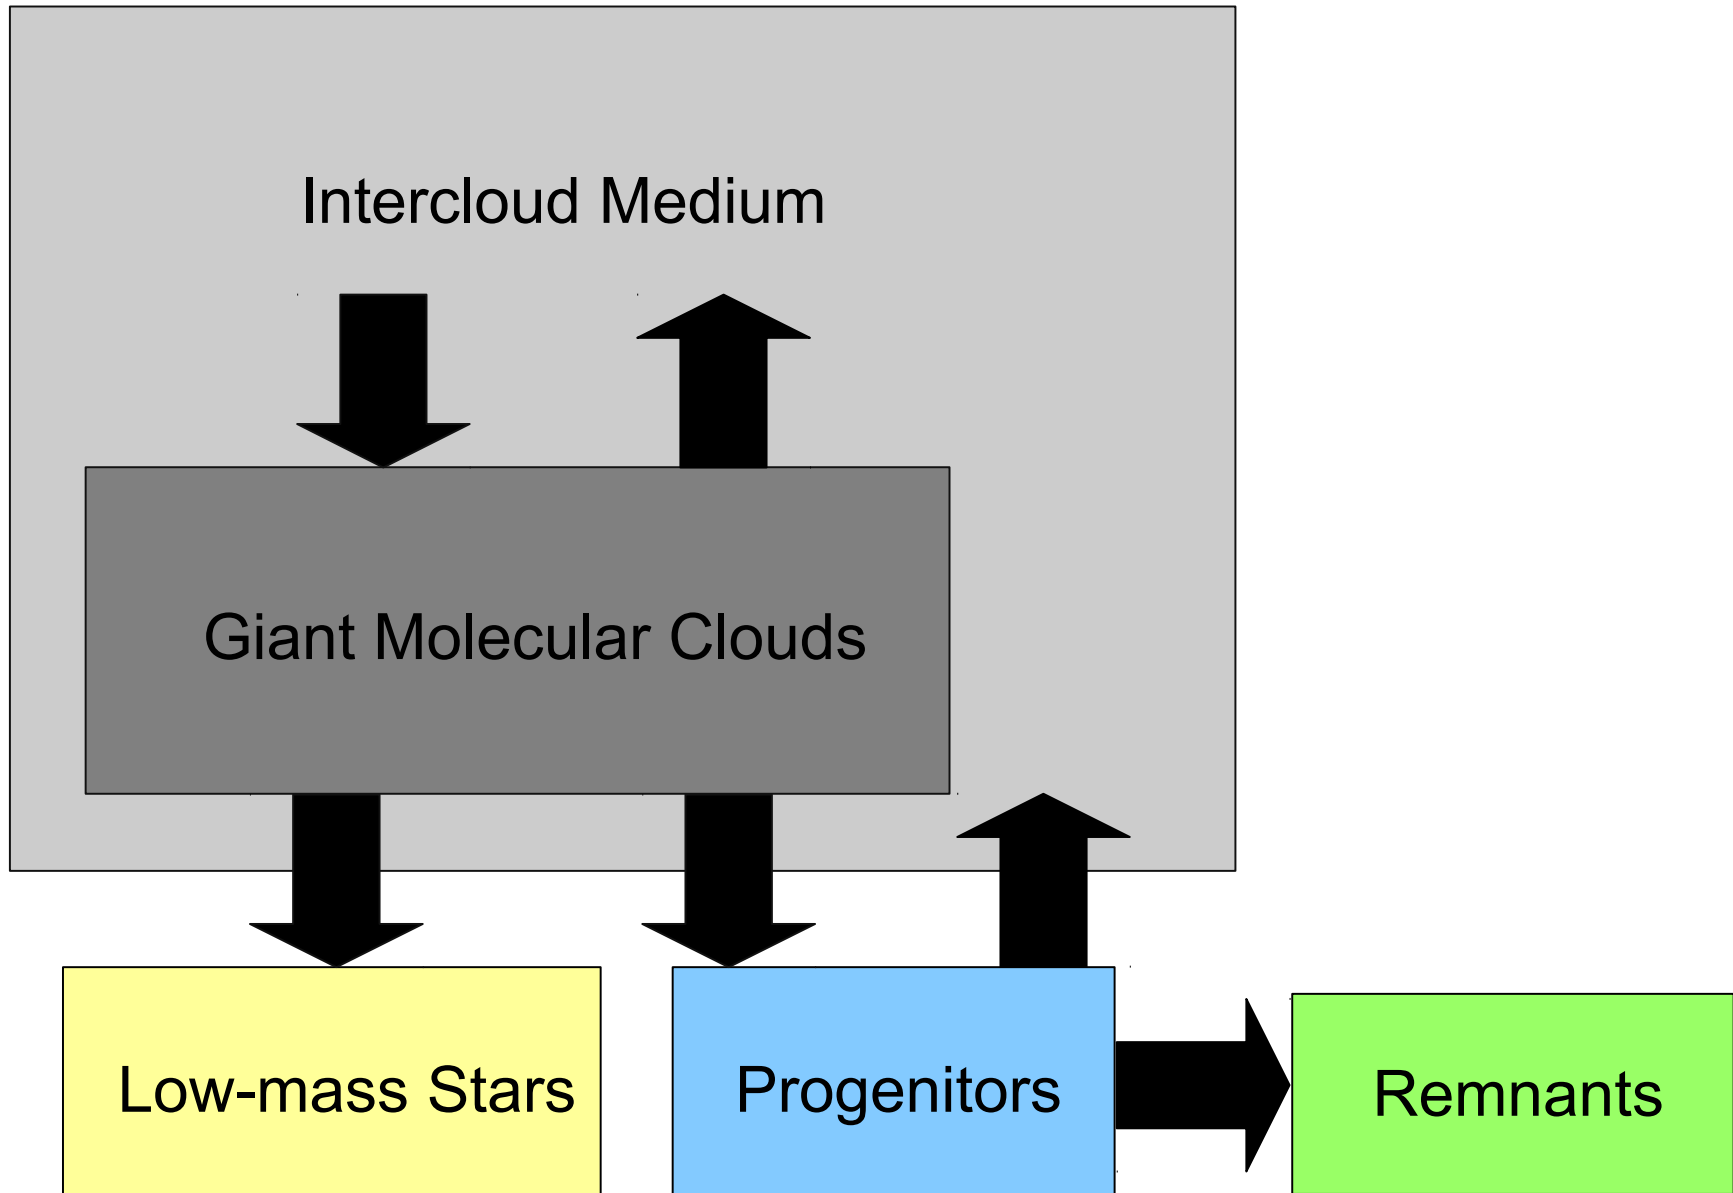 Intercloud Medium
Giant Molecular Clouds
Low-mass Stars
Progenitors
Remnants